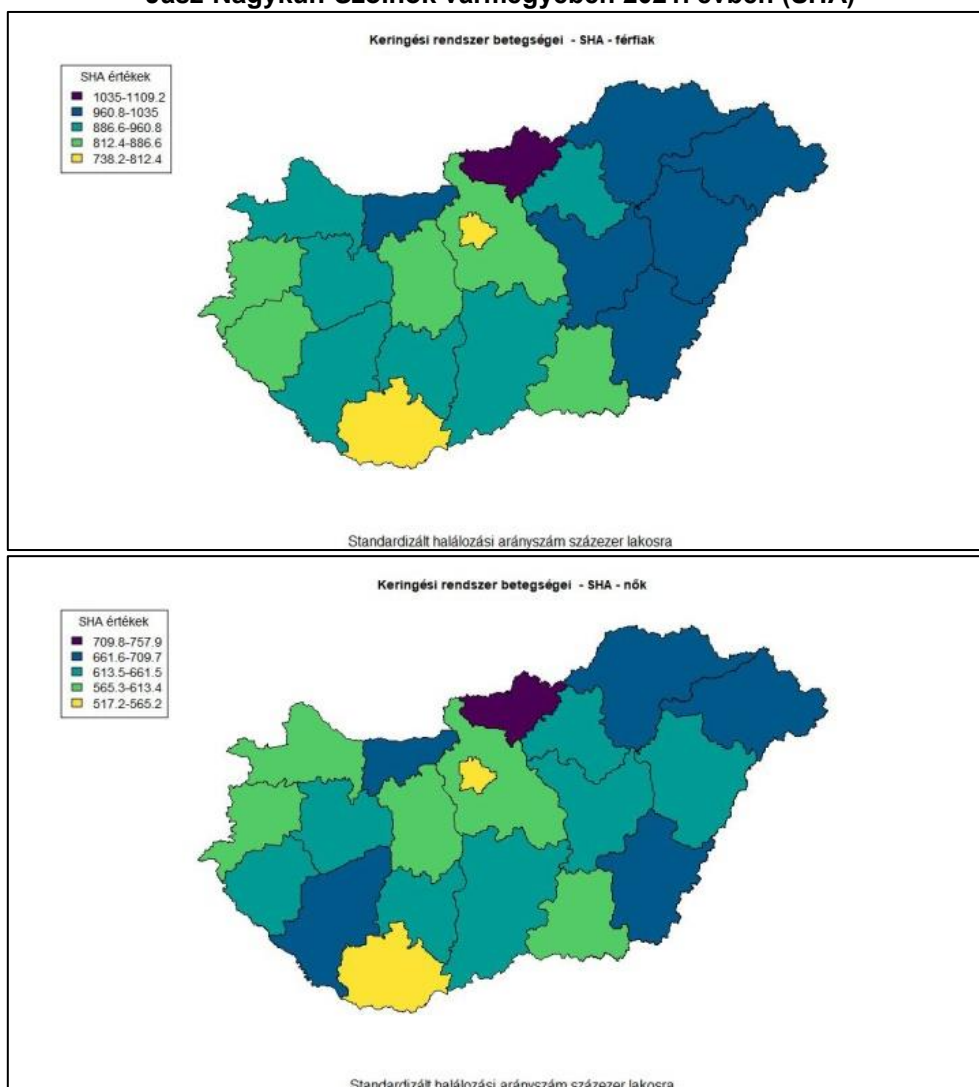 Jász-Nagykun-Szolnok vármegyében 2021. évben (SHA)
Keringési rendszer betegségei - SHA - férfiak
SHA értékek
1035-1109.2
960.8-1035
886.6-960.8
812.4-886.6
738.2-812.4
Standardizált halálozási arányszám százezer lakosra
Keringési rendszer betegségei - SHA - nők
SHA értékek
709.8-757.9
661.6-709.7
613.5-661.5
565.3-613.4
517.2-565.2
Standardizált halálozási arányszám százezer lakosra